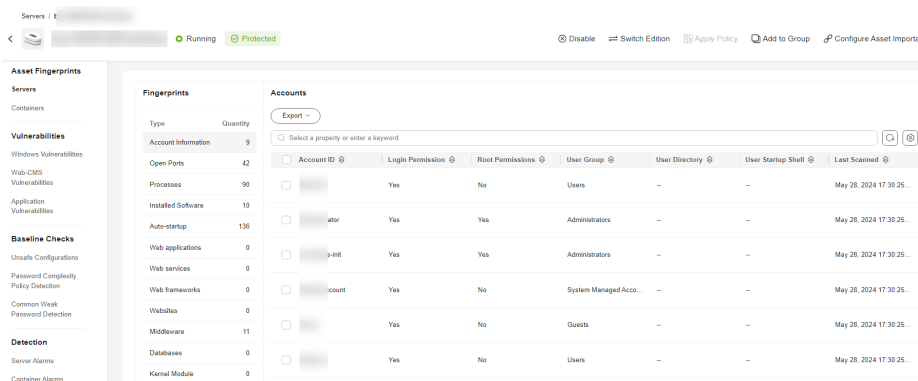 Servers /
Running
Protected
Disable
Switch Edition
Apply Policy
Add to Group
Configure Asset Importa
Asset Fingerprints
Servers
Containers
Vulnerabilities
Windows Vulnerabilities
Web-CMS
Vulnerabilities
Application
Vulnerabilities
Baseline Checks
Unsafe Configurations
Password Complexity
Policy Detection
Common Weak
Password Detection
Detection
Server Alarms
Container Alarms
Fingerprints
Type Quantity
Account Information 9
Open Ports 42
Processes 90
Installed Software 10
Auto-startup 136
Web applications 0
Web services 0
Web frameworks 0
Websites 0
Middleware 11
Databases 0
Kernel Module 0
Accounts
Export
Select a property or enter a keyword.
Account ID Login Permission Root Permissions User Group User Directory User Startup Shell Last Scanned
Yes No Users -- -- May 28, 2024 17:30:25...
ator Yes Yes Administrators -- -- May 28, 2024 17:30:25...
e-init Yes Yes Administrators -- -- May 28, 2024 17:30:25...
ccount Yes No System Managed Acco... -- -- May 28, 2024 17:30:25...
Yes No Guests -- -- May 28, 2024 17:30:25...
Yes No Users -- -- May 28, 2024 17:30:25...